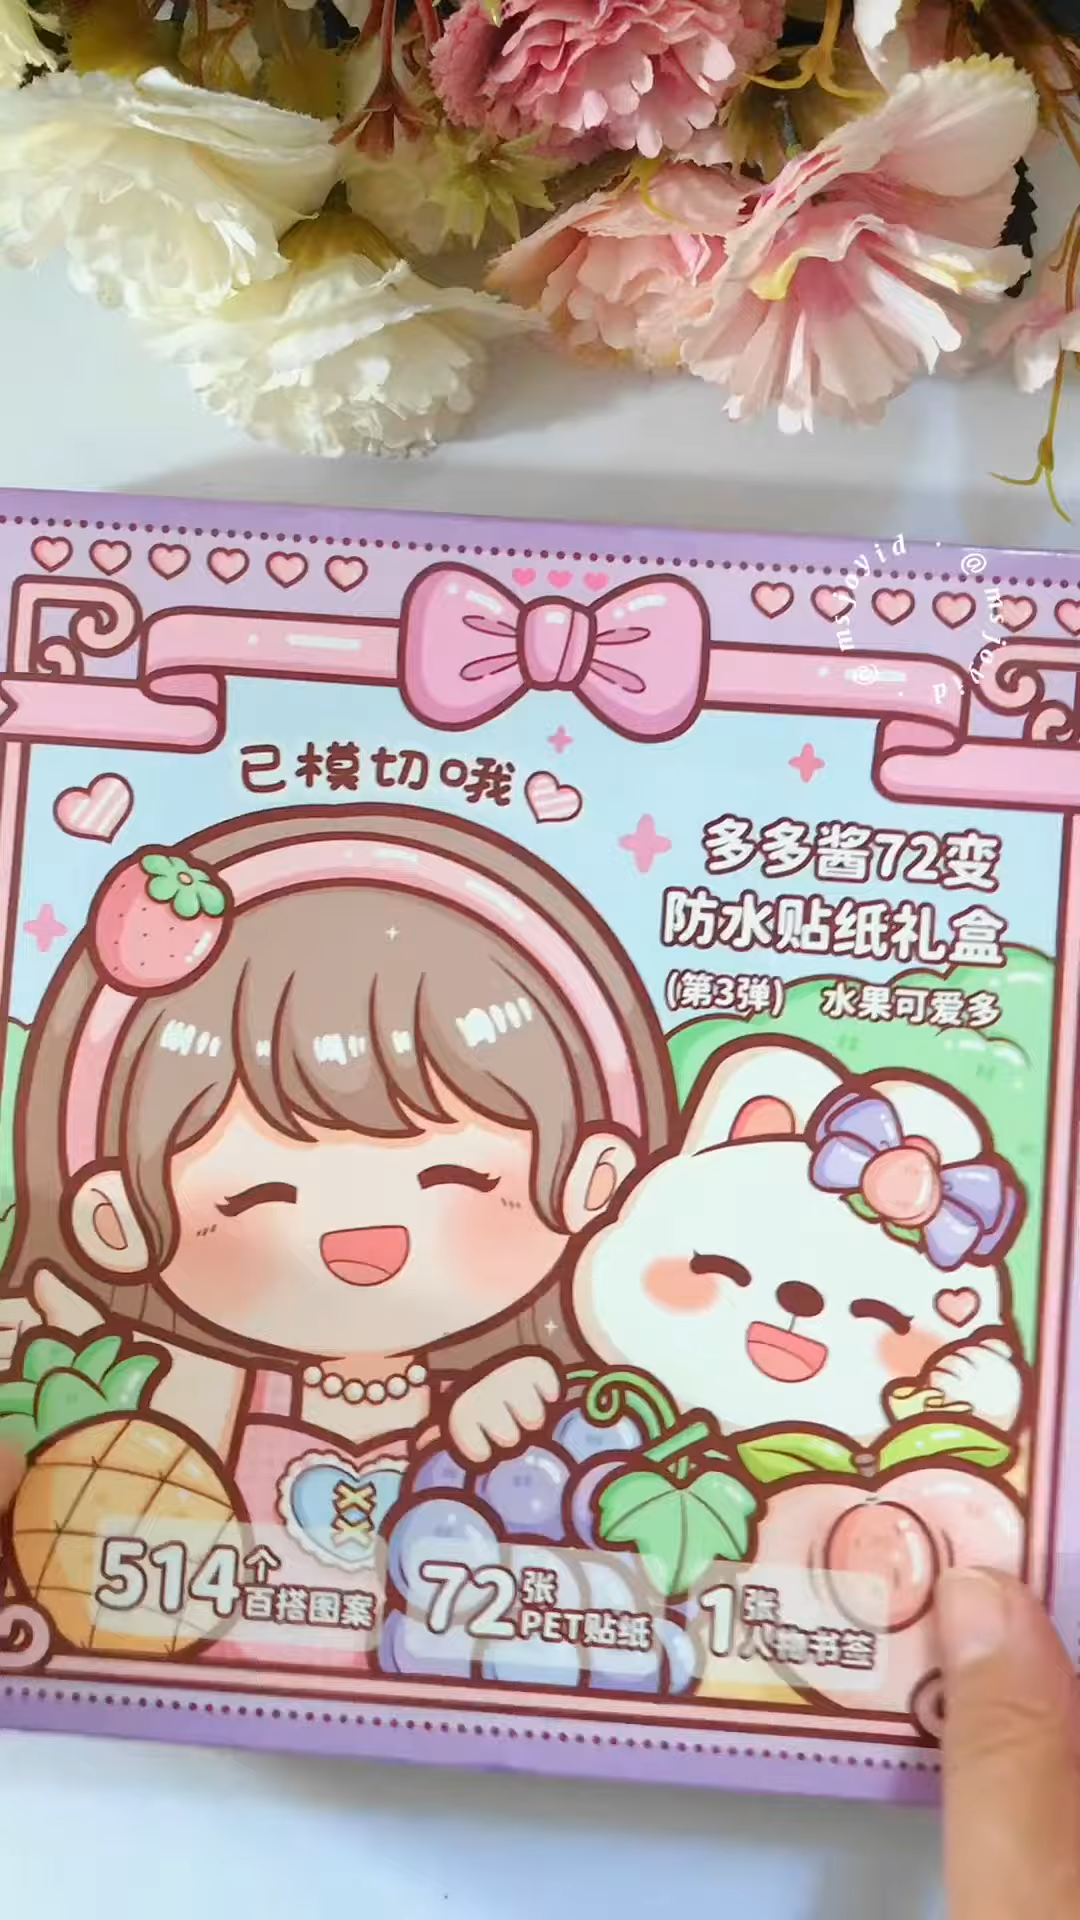 @msjoyid · @msjoyid ·
已模切哦
多多酱72变
防水贴纸礼盒
(第3弹) 水果可爱多
514个百搭图案
72张PET贴纸
1张人物书签